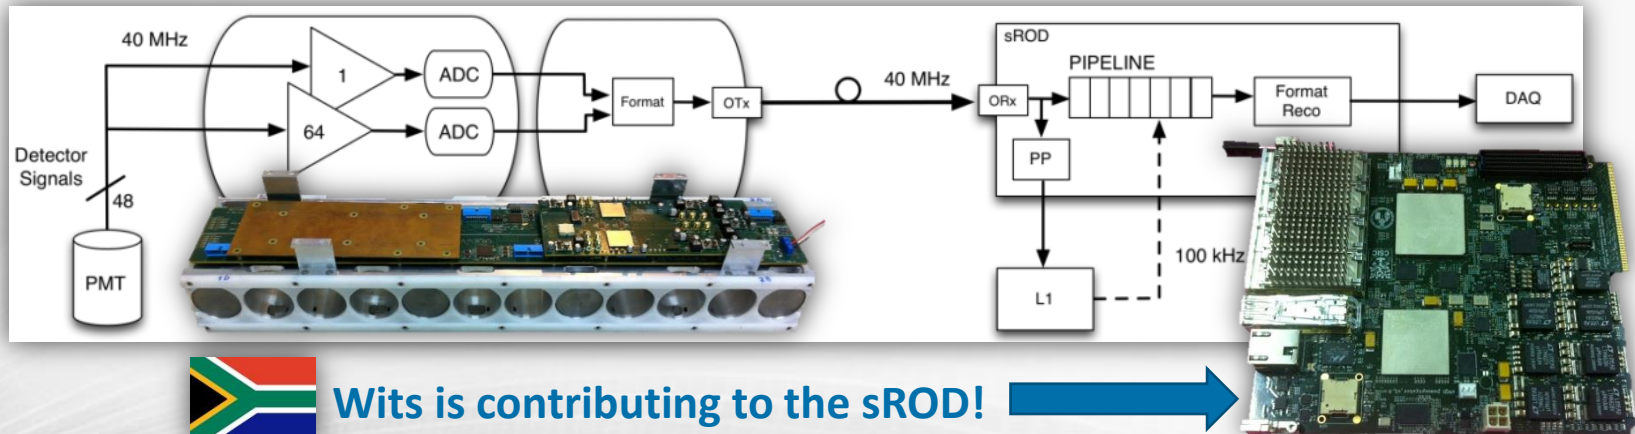 40 MHz
1
ADC
64
ADC
Detector
Signals
48
PMT
Format
OTx
40 MHz
sROD
ORx
PIPELINE
PP
Format
Reco
DAQ
L1
100 kHz
CSIC
Wits is contributing to the sROD!